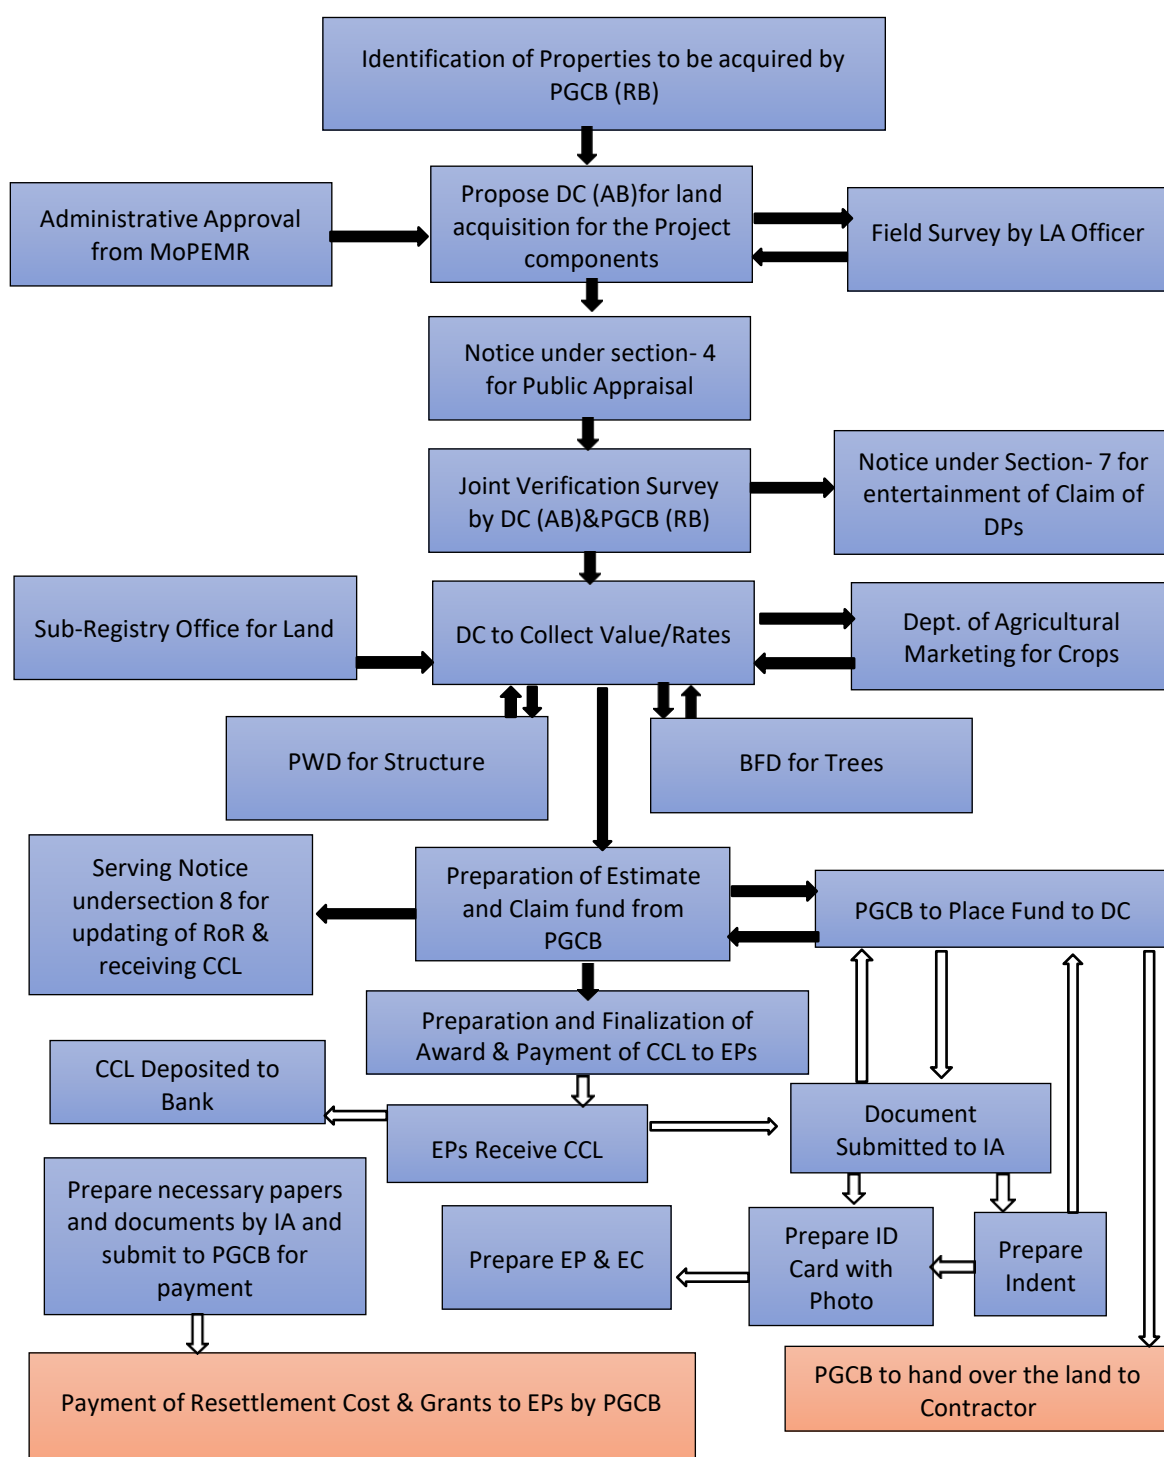 Identification of Properties to be acquired by
PGCB (RB)
Administrative Approval
from MoPEMR
Propose DC (AB)for land
acquisition for the Project
components
Field Survey by LA Officer
Notice under section- 4
for Public Appraisal
Joint Verification Survey
by DC (AB)&PGCB (RB)
Notice under Section- 7 for
entertainment of Claim of
DPs
Sub-Registry Office for Land
DC to Collect Value/Rates
Dept. of Agricultural
Marketing for Crops
PWD for Structure
BFD for Trees
Serving Notice
undersection 8 for
updating of RoR &
receiving CCL
Preparation of Estimate
and Claim fund from
PGCB
PGCB to Place Fund to DC
Preparation and Finalization of
Award & Payment of CCL to EPs
CCL Deposited to
Bank
EPs Receive CCL
Document
Submitted to IA
Prepare necessary papers
and documents by IA and
submit to PGCB for
payment
Prepare EP & EC
Prepare ID
Card with
Photo
Prepare
Indent
Payment of Resettlement Cost & Grants to EPs by PGCB
PGCB to hand over the land to
Contractor